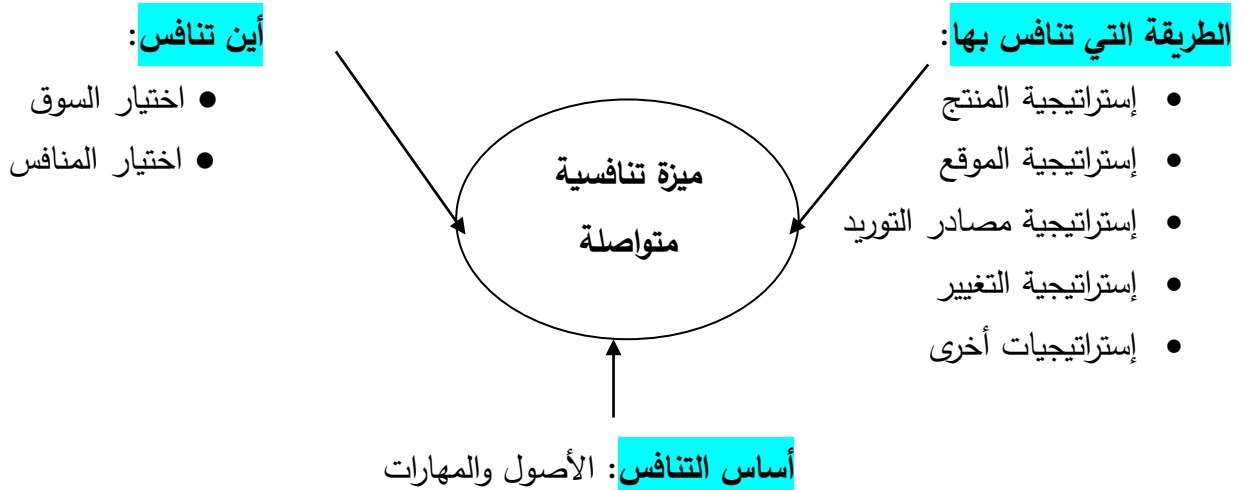 الطريقة التي تنافس بها:
• إستراتيجية المنتج
• إستراتيجية الموقع
• إستراتيجية مصادر التوريد
• إستراتيجية التغيير
• إستراتيجيات أخرى
ميزة تنافسية
متواصلة
أين تنافس:
• اختيار السوق
• اختيار المنافس
أساس التنافس: الأصول والمهارات